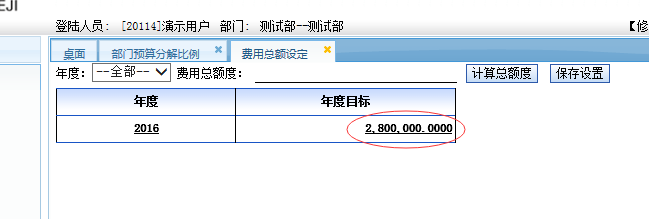 EJI
登陆人员: [20114]演示用户 部门: 测试部--测试部 【修
桌面 部门预算分解比例 费用总额设定
年度: --全部-- 费用总额度: 计算总额度 保存设置
年度 年度目标
2016 2,800,000.0000